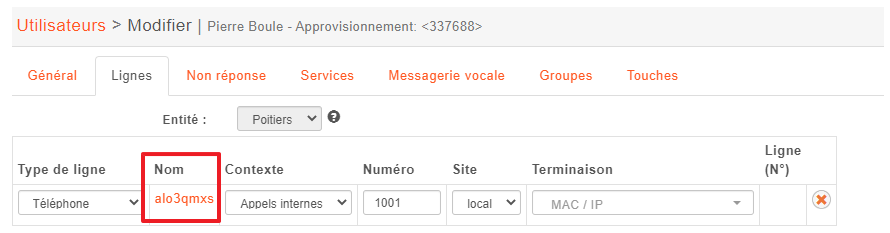 Utilisateurs > Modifier | Pierre Boule - Approvisionnement: <337688>
Général Lignes Non réponse Services Messagerie vocale Groupes Touches
Entité : Poitiers ?
Type de ligne Nom Contexte Numéro Site Terminaison Ligne (N°)
Téléphone alo3qmxs Appels internes 1001 local MAC / IP